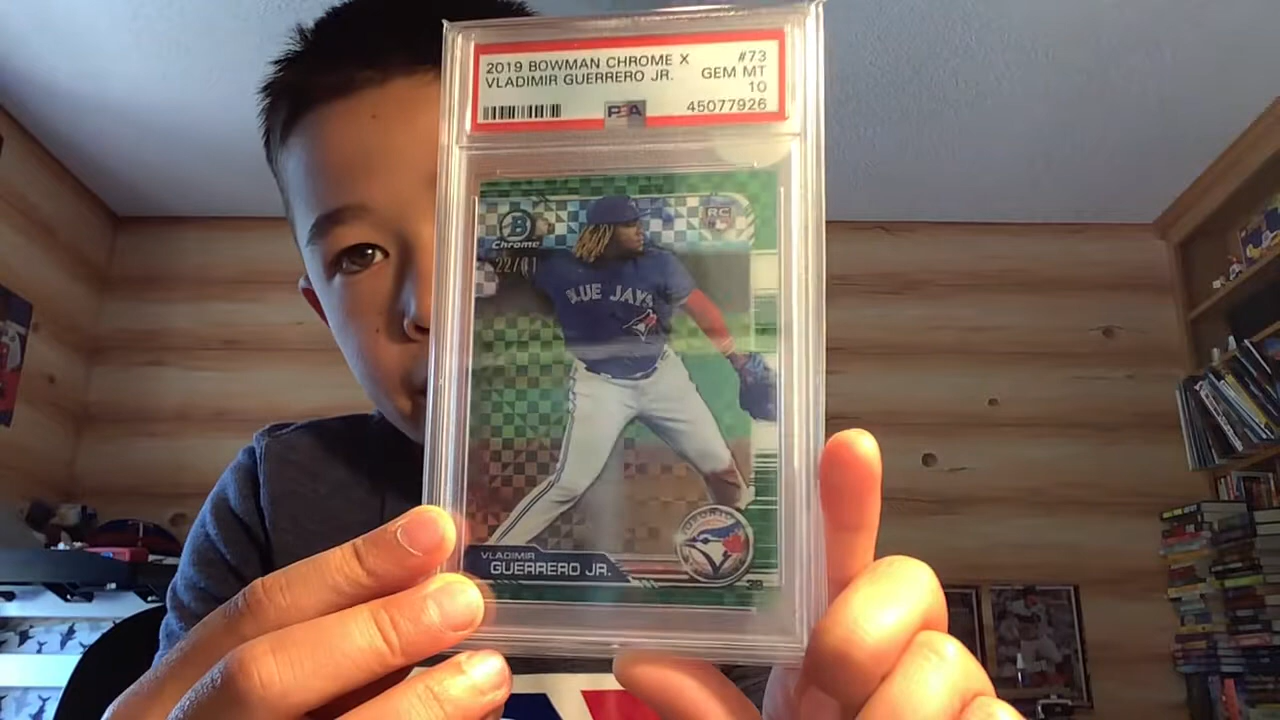 2019 BOWMAN CHROME X #73
VLADIMIR GUERRERO JR. GEM MT
10
PSA 45077926
B
RC
Chrome
BLUE JAYS
VLADIMIR
GUERRERO JR.
3B